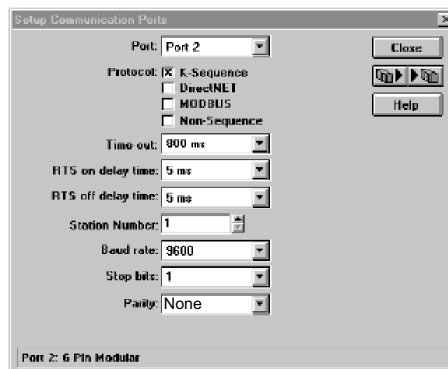 Setup Communication Ports
Port: Port 2
Close
Protocol: K-Sequence
DirectNET
MODBUS
Non-Sequence
Help
Time-out: 800 ms
RTS on delay time: 5 ms
RTS off delay time: 5 ms
Station Number: 1
Baud rate: 9600
Stop bits: 1
Parity: None
Port 2: 6 Pin Modular